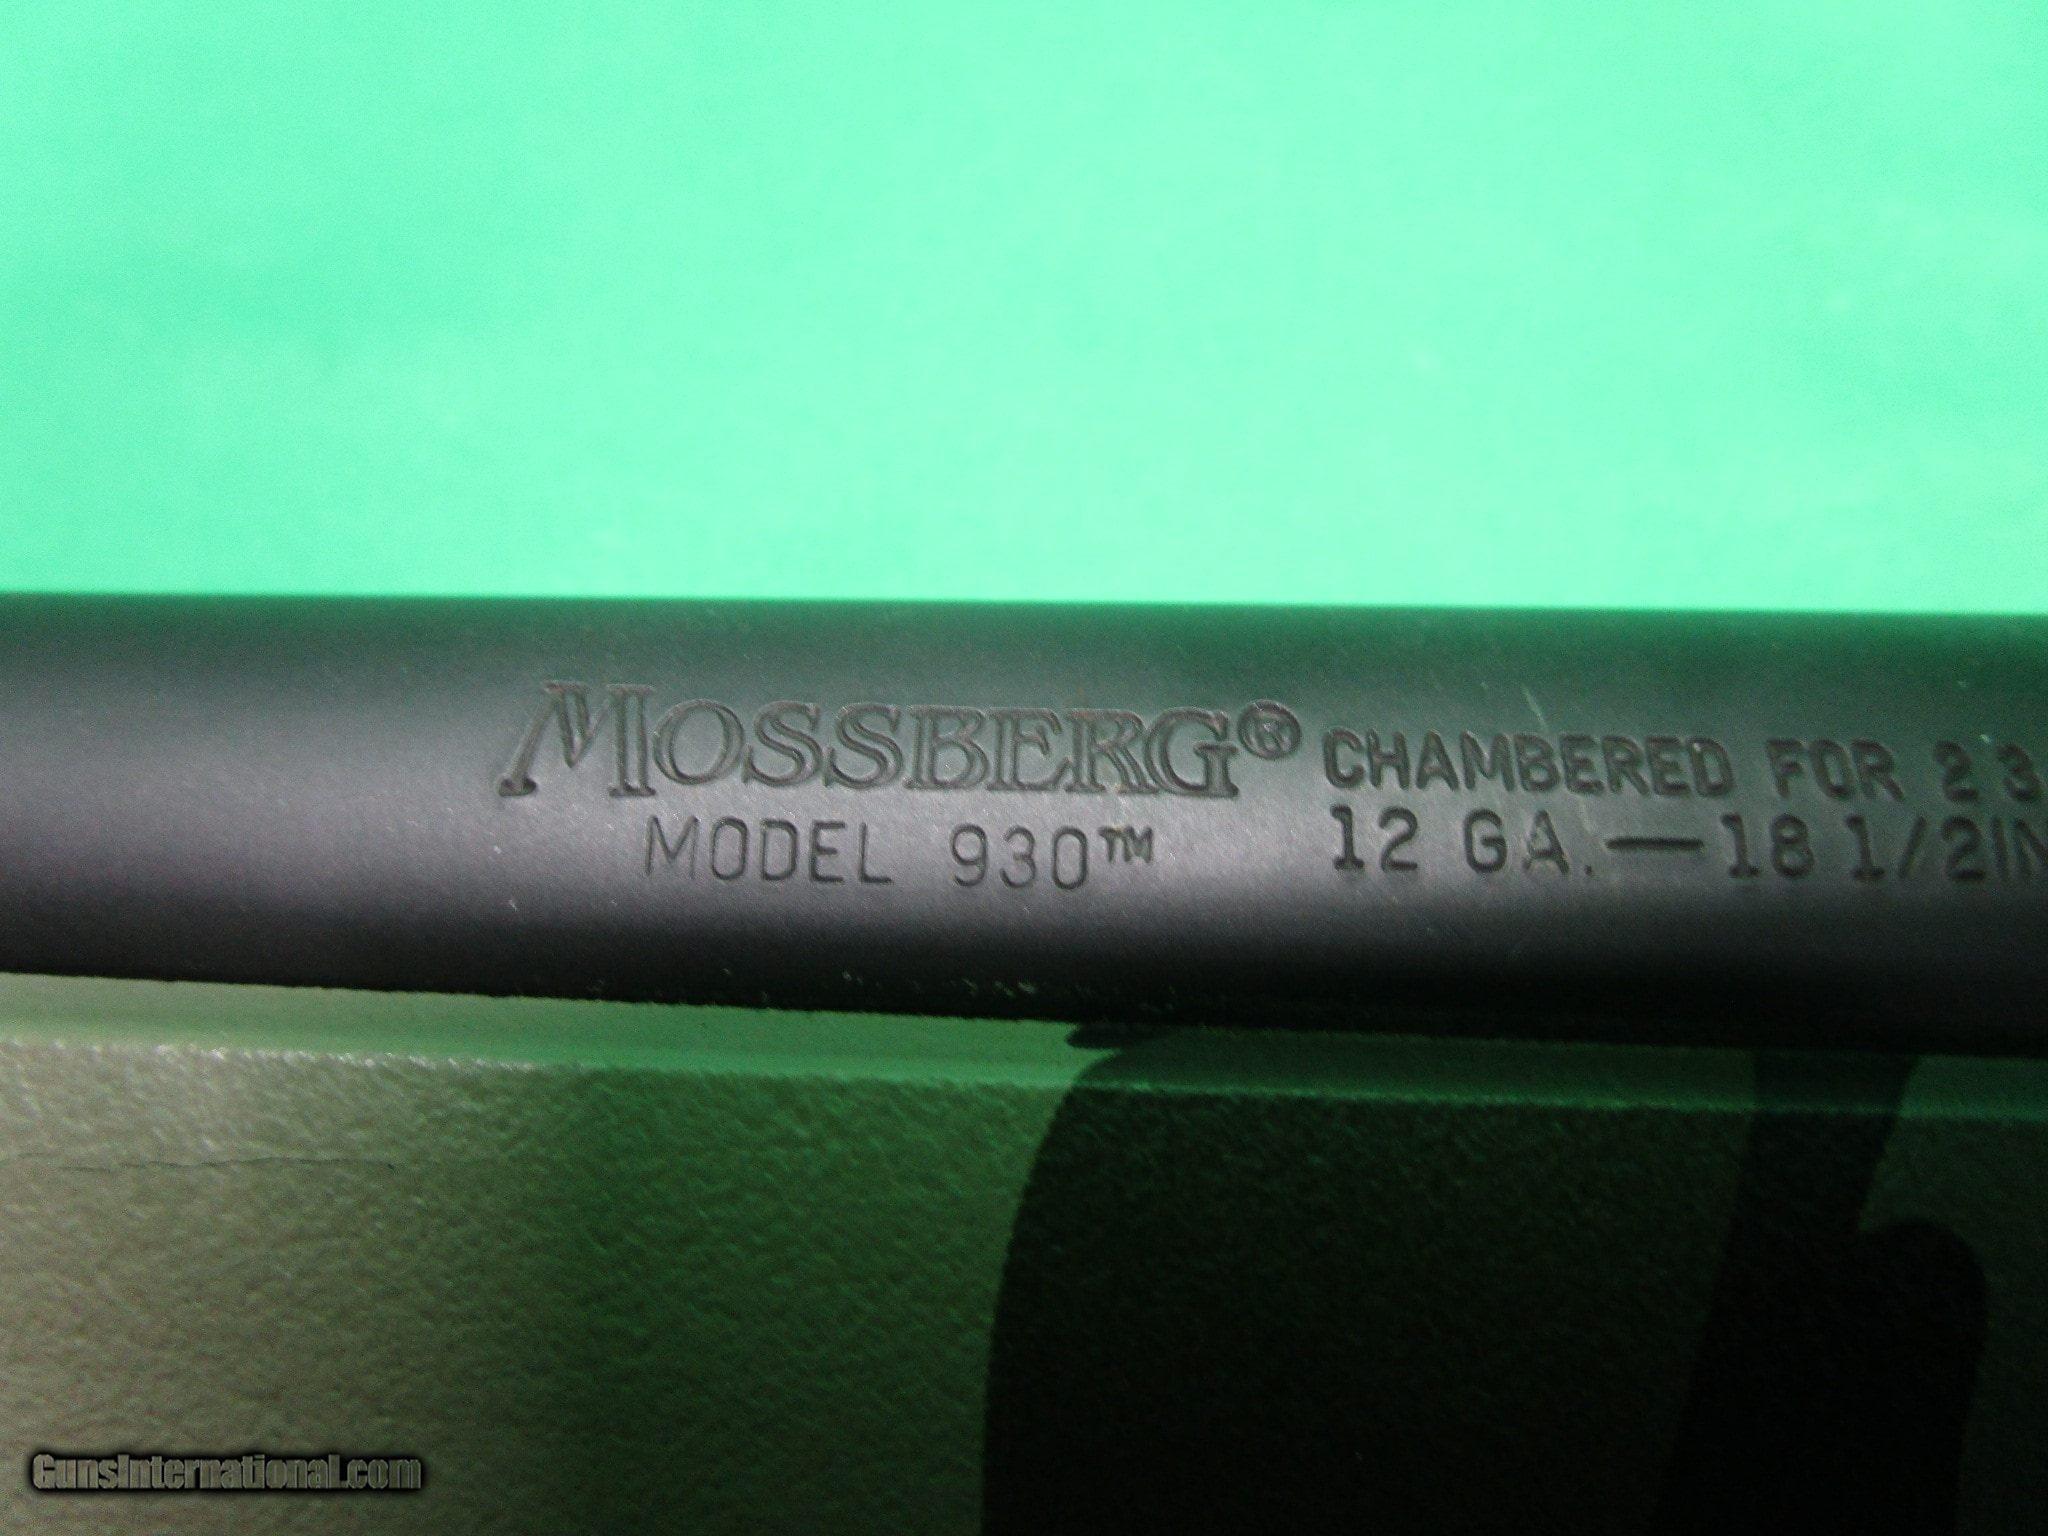 MOSSBERG® CHAMBERED FOR 2 3
MODEL 930™ 12 GA.—18 1/2IN
GunsInternational.com